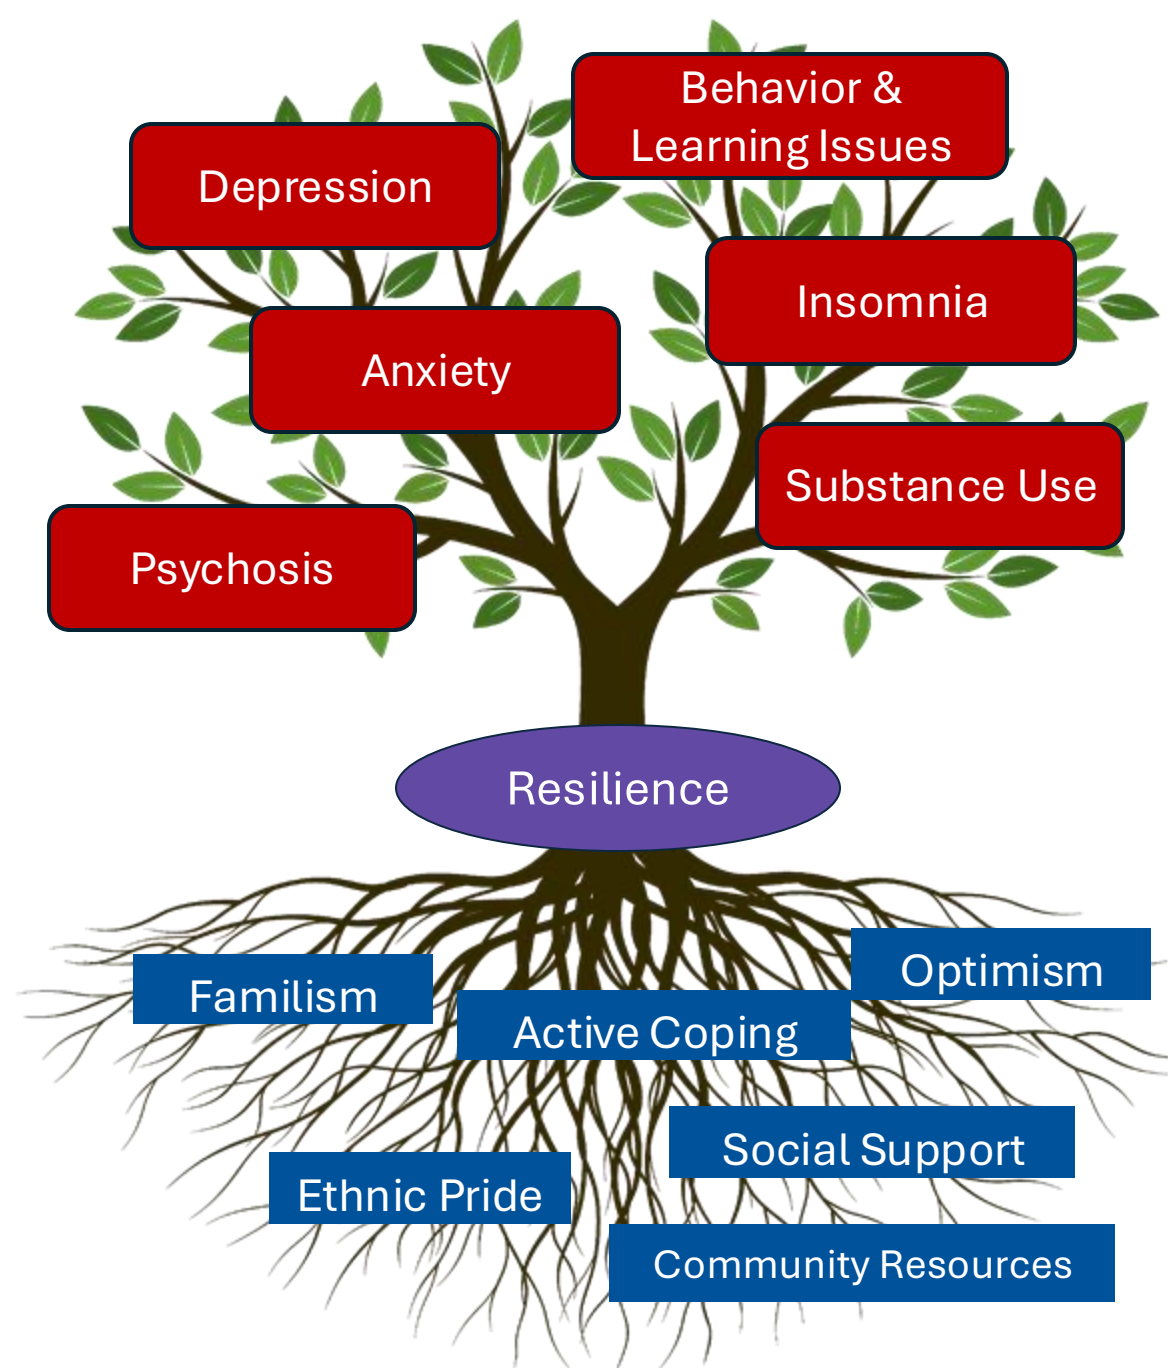 Behavior &
Learning Issues
Depression
Insomnia
Anxiety
Substance Use
Psychosis
Resilience
Optimism
Familism
Active Coping
Social Support
Ethnic Pride
Community Resources